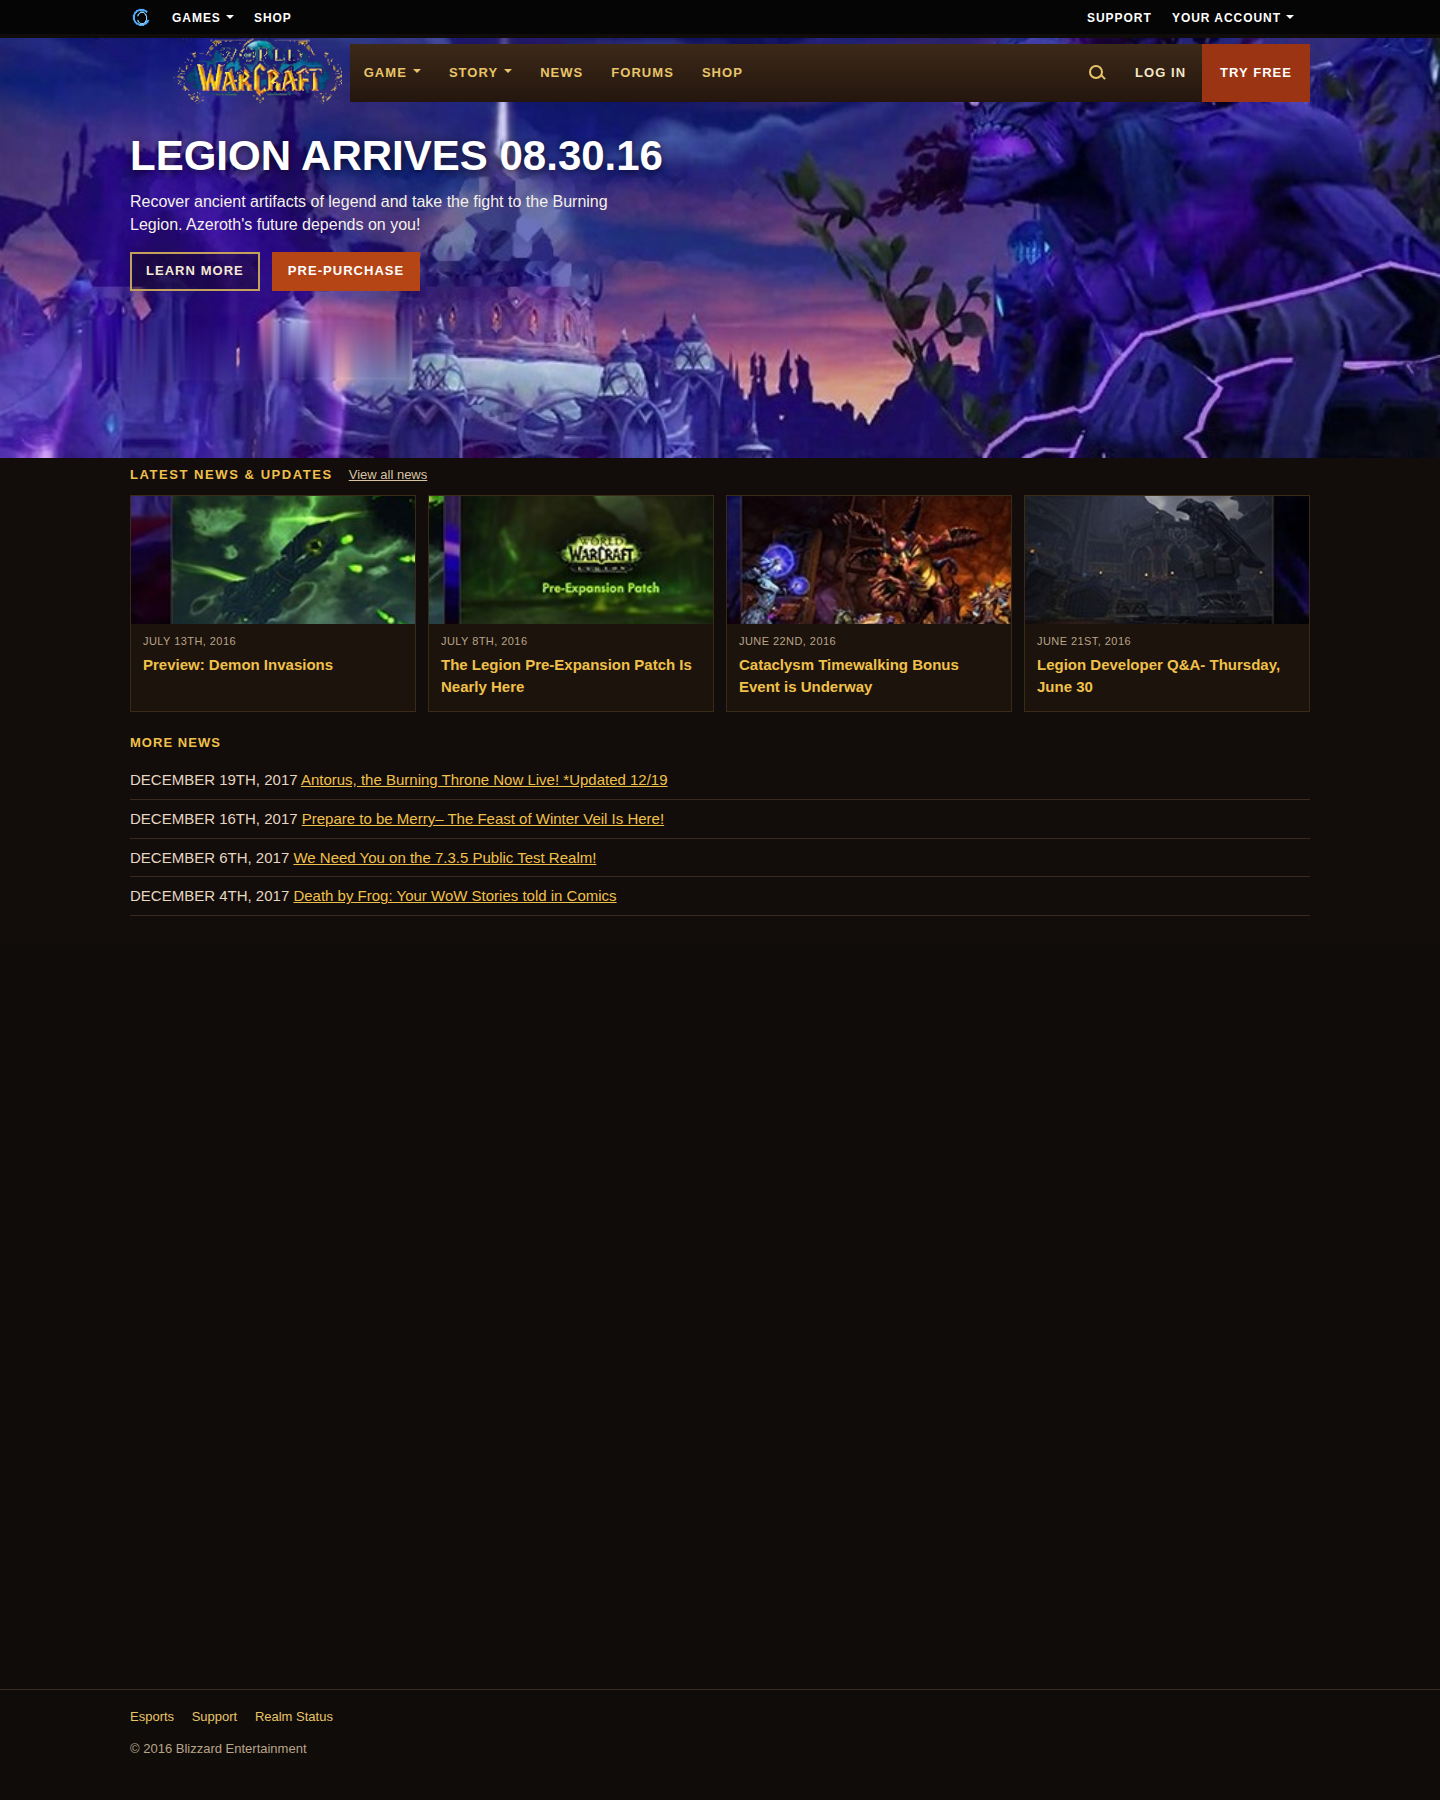 GAMES SHOP SUPPORT YOUR ACCOUNT
WORLD
WARCRAFT
GAME STORY NEWS FORUMS SHOP LOG IN TRY FREE
LEGION ARRIVES 08.30.16
Recover ancient artifacts of legend and take the fight to the Burning
Legion. Azeroth's future depends on you!
LEARN MORE PRE-PURCHASE
LATEST NEWS & UPDATES View all news
WORLD
WARCRAFT
LEGION
Pre-Expansion Patch
JULY 13TH, 2016
Preview: Demon Invasions
JULY 8TH, 2016
The Legion Pre-Expansion Patch Is
Nearly Here
JUNE 22ND, 2016
Cataclysm Timewalking Bonus
Event is Underway
JUNE 21ST, 2016
Legion Developer Q&A- Thursday,
June 30
MORE NEWS
DECEMBER 19TH, 2017 Antorus, the Burning Throne Now Live! *Updated 12/19
DECEMBER 16TH, 2017 Prepare to be Merry– The Feast of Winter Veil Is Here!
DECEMBER 6TH, 2017 We Need You on the 7.3.5 Public Test Realm!
DECEMBER 4TH, 2017 Death by Frog: Your WoW Stories told in Comics
Esports Support Realm Status
© 2016 Blizzard Entertainment